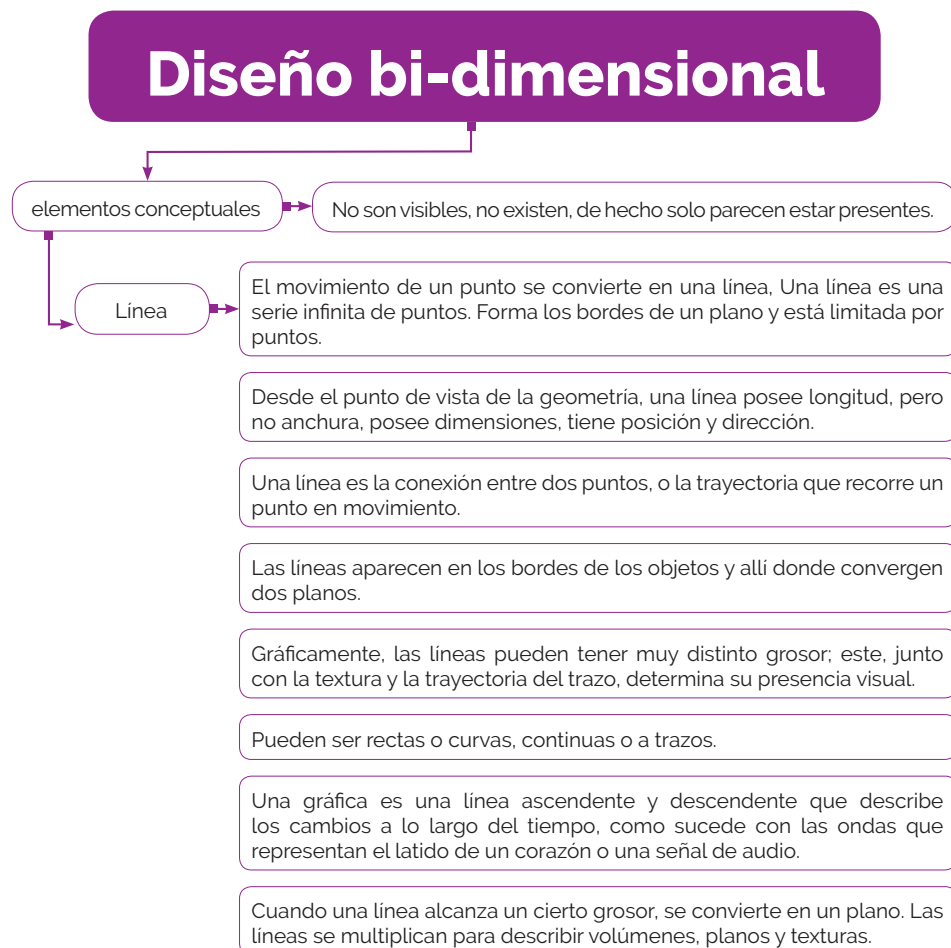 Diseño bi-dimensional
elementos conceptuales
No son visibles, no existen, de hecho solo parecen estar presentes.
Línea
El movimiento de un punto se convierte en una línea, Una línea es una
serie infinita de puntos. Forma los bordes de un plano y está limitada por
puntos.
Desde el punto de vista de la geometría, una línea posee longitud, pero
no anchura, posee dimensiones, tiene posición y dirección.
Una línea es la conexión entre dos puntos, o la trayectoria que recorre un
punto en movimiento.
Las líneas aparecen en los bordes de los objetos y allí donde convergen
dos planos.
Gráficamente, las líneas pueden tener muy distinto grosor; este, junto
con la textura y la trayectoria del trazo, determina su presencia visual.
Pueden ser rectas o curvas, continuas o a trazos.
Una gráfica es una línea ascendente y descendente que describe
los cambios a lo largo del tiempo, como sucede con las ondas que
representan el latido de un corazón o una señal de audio.
Cuando una línea alcanza un cierto grosor, se convierte en un plano. Las
líneas se multiplican para describir volúmenes, planos y texturas.